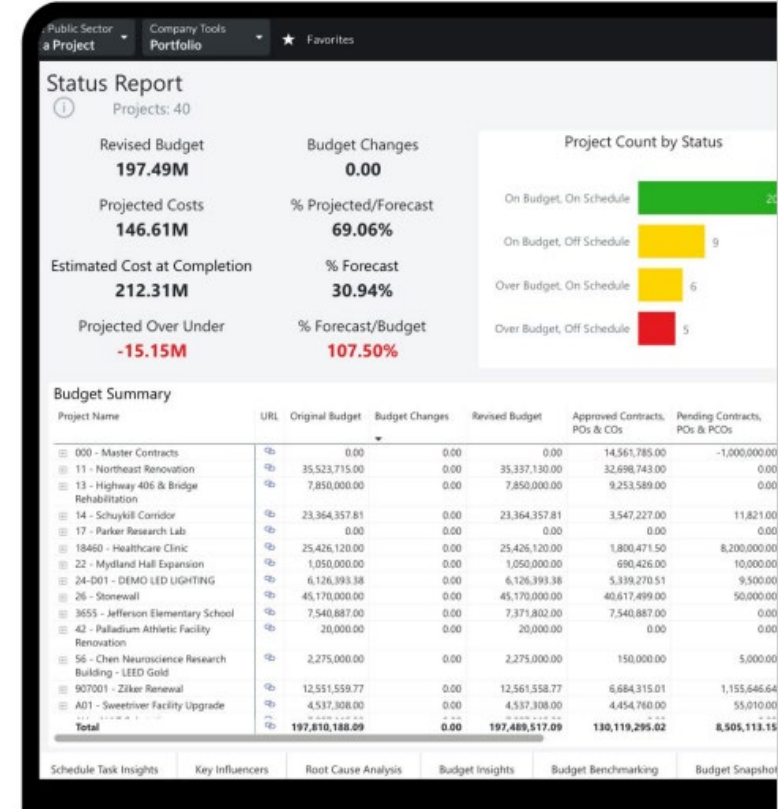 Public Sector
a Project
Company Tools
Portfolio
★ Favorites
Status Report
Projects: 40
Revised Budget
197.49M
Budget Changes
0.00
Projected Costs
146.61M
% Projected/Forecast
69.06%
Estimated Cost at Completion
212.31M
% Forecast
30.94%
Projected Over Under
-15.15M
% Forecast/Budget
107.50%
Project Count by Status
On Budget, On Schedule 20
On Budget, Off Schedule 9
Over Budget, On Schedule 6
Over Budget, Off Schedule 5
Budget Summary
Project Name URL Original Budget Budget Changes Revised Budget Approved Contracts, Pending Contracts,
POs & COs POs & PCOs
000 - Master Contracts 0.00 0.00 0.00 14,561,785.00 -1,000,000.00
11 - Northeast Renovation 35,523,715.00 0.00 35,337,130.00 32,698,743.00 0.00
13 - Highway 406 & Bridge 7,850,000.00 0.00 7,850,000.00 9,253,589.00 0.00
Rehabilitation
14 - Schuykill Corridor 23,364,357.81 0.00 23,364,357.81 3,547,227.00 11,821.00
17 - Parker Research Lab 0.00 0.00 0.00 0.00 0.00
18460 - Healthcare Clinic 25,426,120.00 0.00 25,426,120.00 1,800,471.50 8,200,000.00
22 - Mydland Hall Expansion 1,050,000.00 0.00 1,050,000.00 690,426.00 10,000.00
24-D01 - DEMO LED LIGHTING 6,126,393.38 0.00 6,126,393.38 5,339,270.51 9,500.00
26 - Stonewall 45,170,000.00 0.00 45,170,000.00 40,617,499.00 50,000.00
3655 - Jefferson Elementary School 7,540,887.00 0.00 7,371,802.00 7,540,887.00 0.00
42 - Palladium Athletic Facility 20,000.00 0.00 20,000.00 0.00 0.00
Renovation
56 - Chen Neuroscience Research 2,275,000.00 0.00 2,275,000.00 150,000.00 5,000.00
Building - LEED Gold
907001 - Zilker Renewal 12,551,559.77 0.00 12,561,558.77 6,684,315.01 1,155,646.64
A01 - Sweetriver Facility Upgrade 4,537,308.00 0.00 4,537,308.00 4,454,760.00 55,010.00
Total 197,810,188.09 0.00 197,489,517.09 130,119,295.02 8,505,113.15
Schedule Task Insights Key Influencers Root Cause Analysis Budget Insights Budget Benchmarking Budget Snapshot